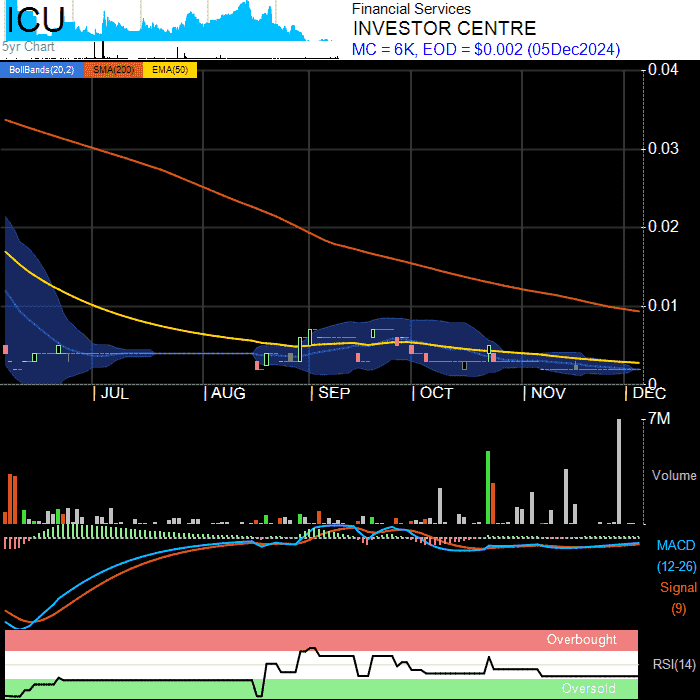 ICU
5yr Chart
Financial Services
INVESTOR CENTRE
MC = 6K, EOD = $0.002 (05Dec2024)
BollBands(20,2) SMA(200) EMA(50)
0.04
0.03
0.02
0.01
0
JUL AUG SEP OCT NOV DEC
7M
Volume
MACD
(12-26)
Signal
(9)
Overbought
RSI(14)
Oversold